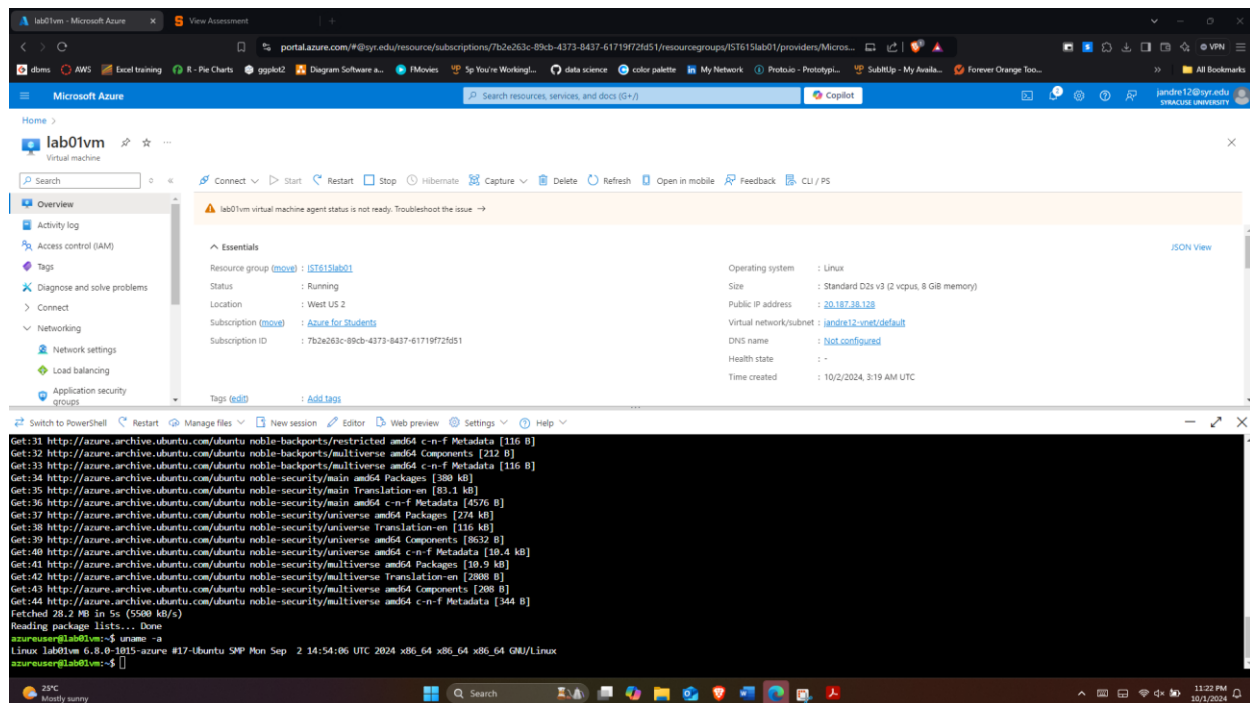 lab01vm - Microsoft Azure
View Assessment
portal.azure.com/#@syr.edu/resource/subscriptions/7b2e263c-89cb-4373-8437-61719f72fd51/resourcegroups/IST615lab01/providers/Micros...
VPN
dbms AWS Excel training R - Pie Charts ggplot2 Diagram Software a... FMovies Sp You're Working!... data science color palette My Network Proto.io - Prototypi... SubItUp - My Availa... Forever Orange Too... » All Bookmarks
Microsoft Azure
Search resources, services, and docs (G+/)
Copilot
jandre12@syr.edu
SYRACUSE UNIVERSITY
Home >
lab01vm
Virtual machine
Search
Connect Start Restart Stop Hibernate Capture Delete Refresh Open in mobile Feedback CLI / PS
Overview
Activity log
Access control (IAM)
Tags
Diagnose and solve problems
Connect
Networking
Network settings
Load balancing
Application security
groups
lab01vm virtual machine agent status is not ready. Troubleshoot the issue →
Essentials
JSON View
Resource group (move) : IST615lab01
Status : Running
Location : West US 2
Subscription (move) : Azure for Students
Subscription ID : 7b2e263c-89cb-4373-8437-61719f72fd51
Tags (edit) : Add tags
Operating system : Linux
Size : Standard D2s v3 (2 vcpus, 8 GiB memory)
Public IP address : 20.187.38.128
Virtual network/subnet : jandre12-vnet/default
DNS name : Not configured
Health state : -
Time created : 10/2/2024, 3:19 AM UTC
Switch to PowerShell Restart Manage files New session Editor Web preview Settings Help
Get:31 http://azure.archive.ubuntu.com/ubuntu noble-backports/restricted amd64 c-n-f Metadata [116 B]
Get:32 http://azure.archive.ubuntu.com/ubuntu noble-backports/multiverse amd64 Components [212 B]
Get:33 http://azure.archive.ubuntu.com/ubuntu noble-backports/multiverse amd64 c-n-f Metadata [116 B]
Get:34 http://azure.archive.ubuntu.com/ubuntu noble-security/main amd64 Packages [380 kB]
Get:35 http://azure.archive.ubuntu.com/ubuntu noble-security/main Translation-en [83.1 kB]
Get:36 http://azure.archive.ubuntu.com/ubuntu noble-security/main amd64 c-n-f Metadata [4576 B]
Get:37 http://azure.archive.ubuntu.com/ubuntu noble-security/universe amd64 Packages [274 kB]
Get:38 http://azure.archive.ubuntu.com/ubuntu noble-security/universe Translation-en [116 kB]
Get:39 http://azure.archive.ubuntu.com/ubuntu noble-security/universe amd64 Components [8632 B]
Get:40 http://azure.archive.ubuntu.com/ubuntu noble-security/universe amd64 c-n-f Metadata [10.4 kB]
Get:41 http://azure.archive.ubuntu.com/ubuntu noble-security/multiverse amd64 Packages [10.9 kB]
Get:42 http://azure.archive.ubuntu.com/ubuntu noble-security/multiverse Translation-en [2808 B]
Get:43 http://azure.archive.ubuntu.com/ubuntu noble-security/multiverse amd64 Components [208 B]
Get:44 http://azure.archive.ubuntu.com/ubuntu noble-security/multiverse amd64 c-n-f Metadata [344 B]
Fetched 28.2 MB in 5s (5500 kB/s)
Reading package lists... Done
azureuser@lab01vm:~$ uname -a
Linux lab01vm 6.8.0-1015-azure #17-Ubuntu SMP Mon Sep 2 14:54:06 UTC 2024 x86_64 x86_64 x86_64 GNU/Linux
azureuser@lab01vm:~$
25°C
Mostly sunny
Search
11:22 PM
10/1/2024